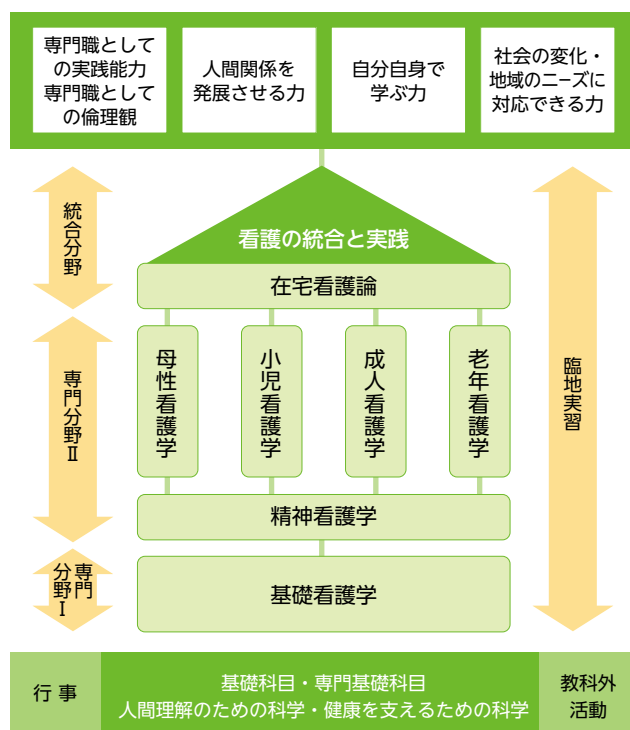 専門職として
の実践能力
専門職として
の倫理観
人間関係を
発展させる力
自分自身で
学ぶ力
社会の変化・
地域のニーズに
対応できる力
統合分野
看護の統合と実践
在宅看護論
専門分野Ⅱ
母性看護学
小児看護学
成人看護学
老年看護学
臨地実習
精神看護学
専門
分野Ⅰ
基礎看護学
行 事
基礎科目・専門基礎科目
人間理解のための科学・健康を支えるための科学
教科外
活動